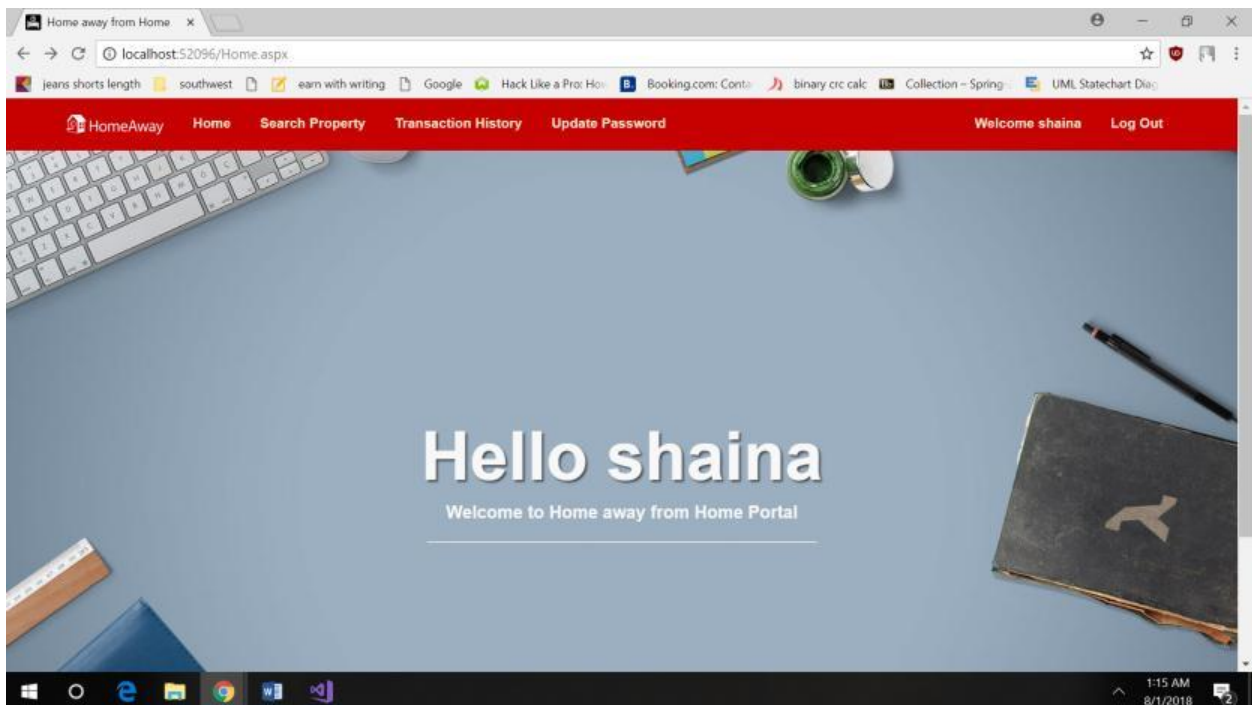 Home away from Home
localhost:52096/Home.aspx
jeans shorts length southwest earn with writing Google Hack Like a Pro: Ho Booking.com: Conta binary crc calc Collection – Spring UML Statechart Diag
HomeAway Home Search Property Transaction History Update Password Welcome shaina Log Out
Hello shaina
Welcome to Home away from Home Portal
1:15 AM
8/1/2018
2